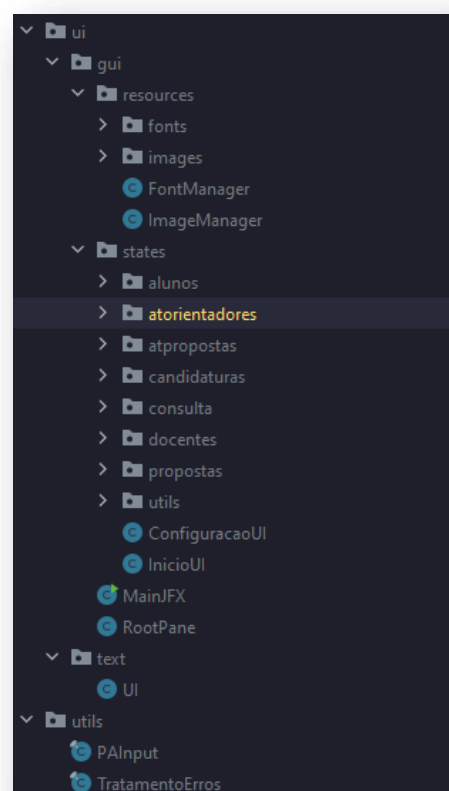 ui
gui
resources
fonts
images
FontManager
ImageManager
states
alunos
atorientadores
atpropostas
candidaturas
consulta
docentes
propostas
utils
ConfiguracaoUI
InicioUI
MainJFX
RootPane
text
UI
utils
PAInput
TratamentoErros